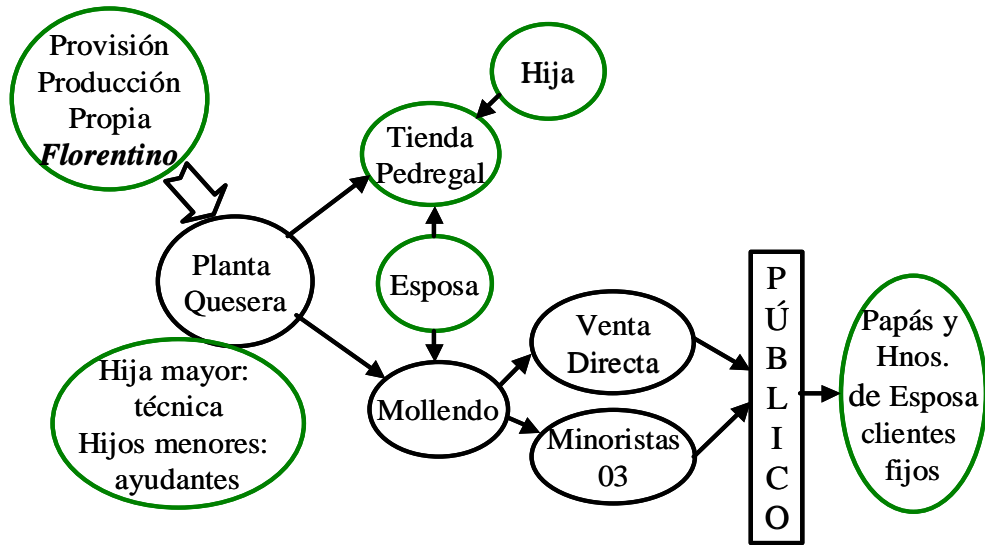 Provisión
Producción
Propia
Florentino
Hija
Tienda
Pedregal
Planta
Quesera
Esposa
Hija mayor:
técnica
Hijos menores:
ayudantes
Mollendo
Venta
Directa
Minoristas
03
P
Ú
B
L
I
C
O
Papás y
Hnos.
de Esposa
clientes
fijos